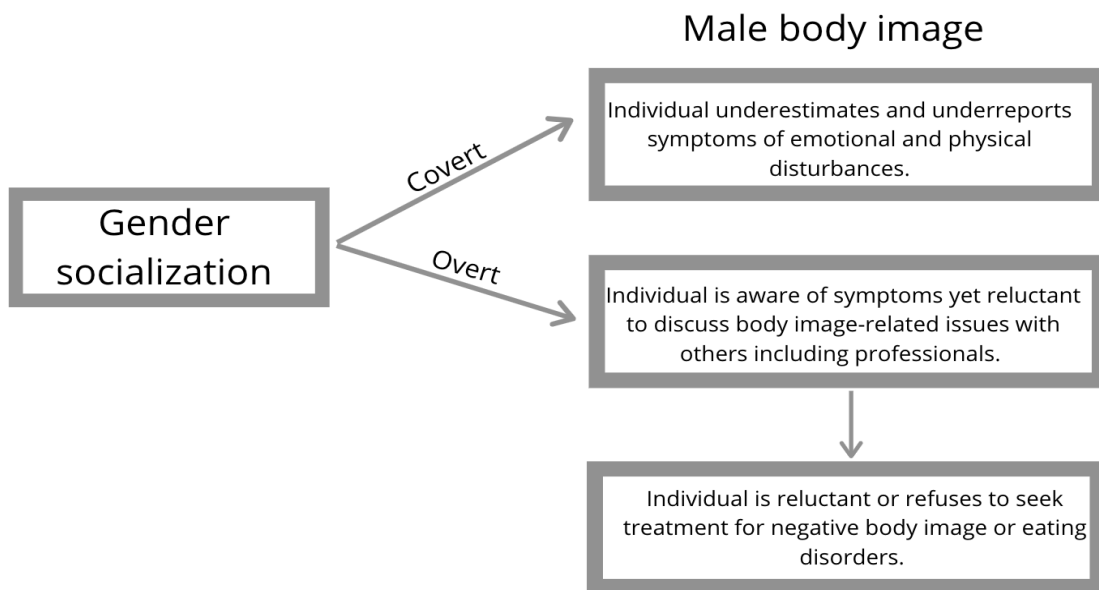 Male body image
Individual underestimates and underreports
symptoms of emotional and physical
disturbances.
Covert
Gender
socialization
Overt
Individual is aware of symptoms yet reluctant
to discuss body image-related issues with
others including professionals.
Individual is reluctant or refuses to seek
treatment for negative body image or eating
disorders.